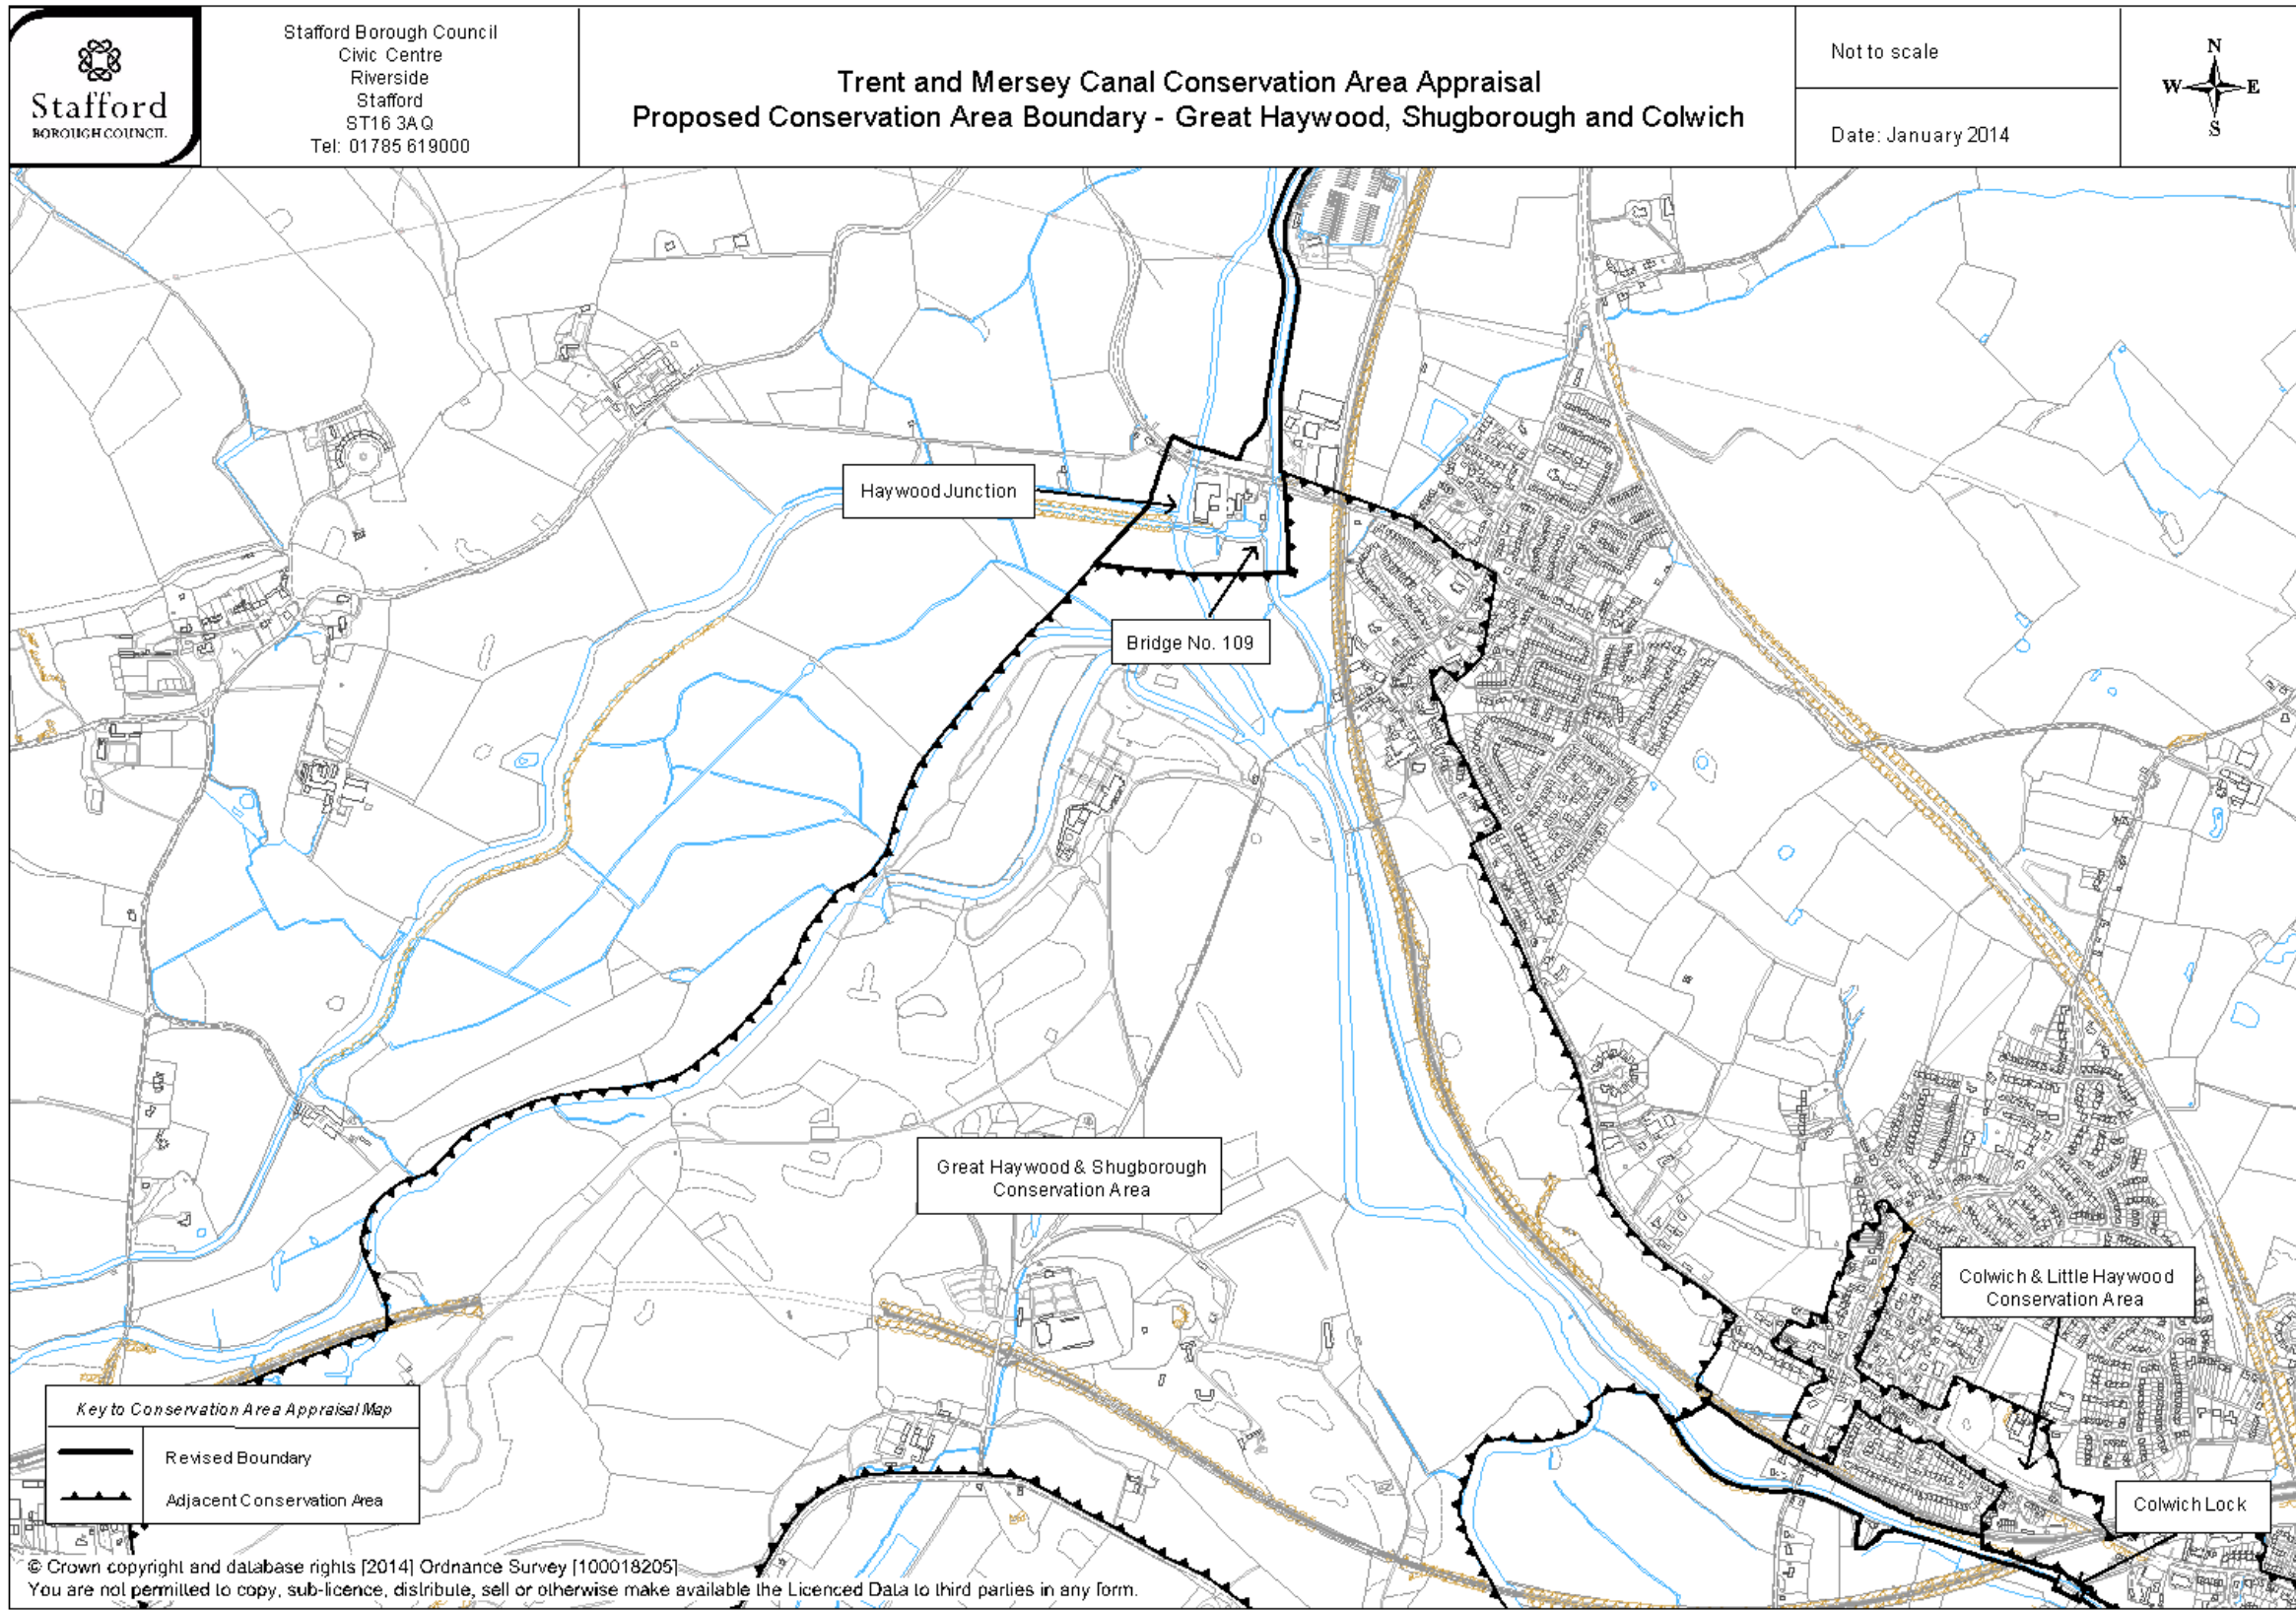 Stafford
BOROUGH COUNCIL
Stafford Borough Council
Civic Centre
Riverside
Stafford
ST16 3AQ
Tel: 01785 619000
Trent and Mersey Canal Conservation Area Appraisal
Proposed Conservation Area Boundary - Great Haywood, Shugborough and Colwich
Not to scale
Date: January 2014
N
W E
S
Haywood Junction
Bridge No. 109
Great Haywood & Shugborough
Conservation Area
Colwich & Little Haywood
Conservation Area
Colwich Lock
Key to Conservation Area Appraisal Map
Revised Boundary
Adjacent Conservation Area
© Crown copyright and database rights [2014] Ordnance Survey [100018205]
You are not permitted to copy, sub-licence, distribute, sell or otherwise make available the Licenced Data to third parties in any form.